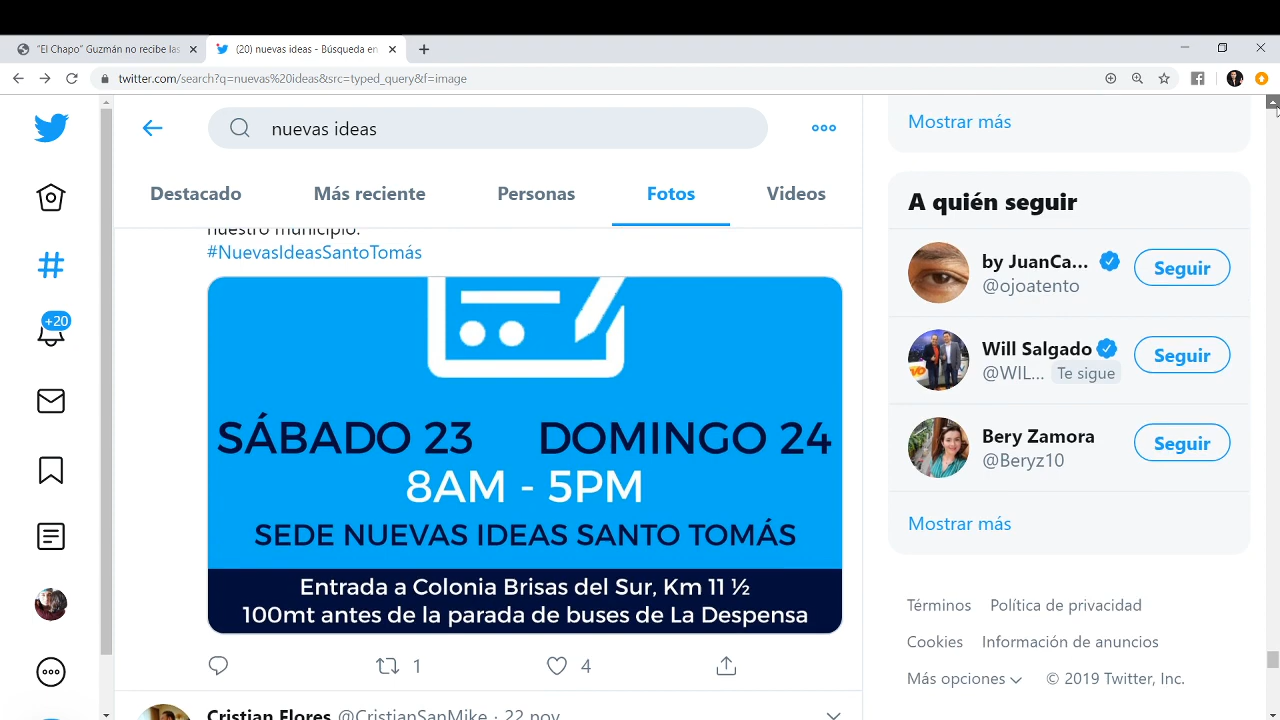 "El Chapo" Guzmán no recibe las
(20) nuevas ideas - Búsqueda en
twitter.com/search?q=nuevas%20ideas&src=typed_query&f=image
nuevas ideas
Destacado Más reciente Personas Fotos Videos
nuestro municipio.
#NuevasIdeasSantoTomás
SÁBADO 23 DOMINGO 24
8AM - 5PM
SEDE NUEVAS IDEAS SANTO TOMÁS
Entrada a Colonia Brisas del Sur, Km 11 ½
100mt antes de la parada de buses de La Despensa
1 4
Cristian Flores @CristianSanMike · 22 nov.
+20
Mostrar más
A quién seguir
by JuanCa...
@ojoatento
Seguir
Will Salgado
@WIL... Te sigue
Seguir
Bery Zamora
@Beryz10
Seguir
Mostrar más
Términos Política de privacidad
Cookies Información de anuncios
Más opciones © 2019 Twitter, Inc.